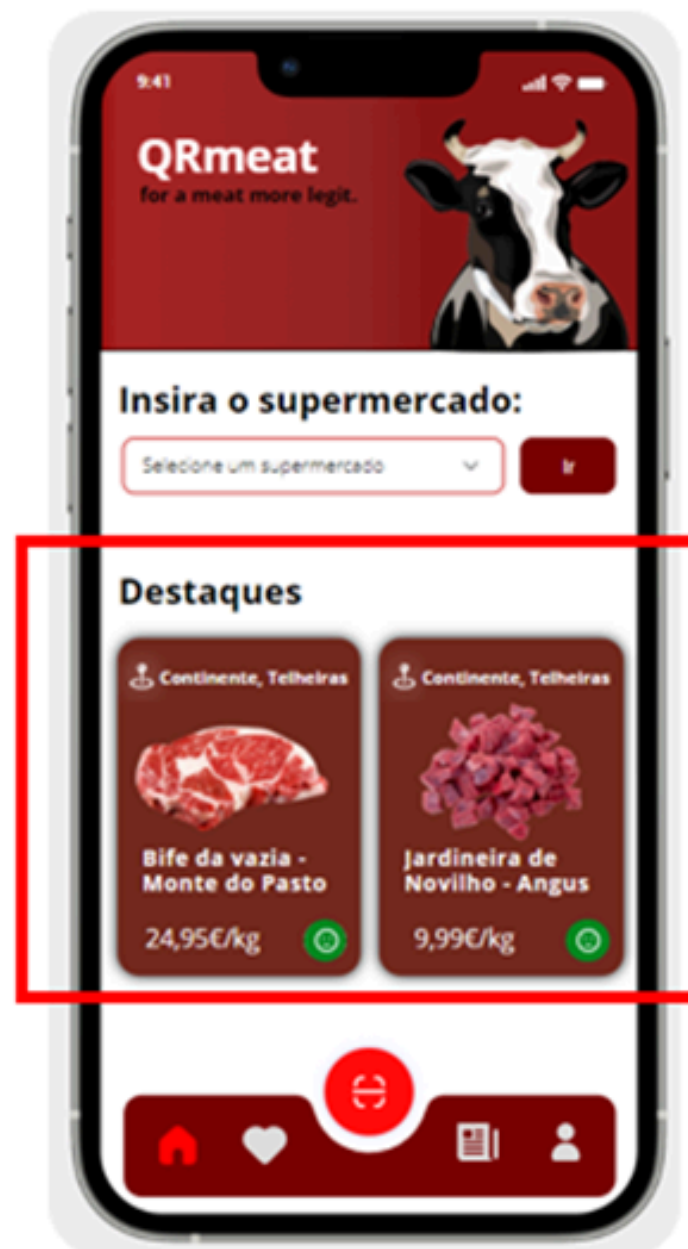 9:41
QRmeat
for a meat more legit.
Insira o supermercado:
Selecione um supermercado
Ir
Destaques
Continente, Telheiras
Continente, Telheiras
Bife da vazia -
Monte do Pasto
Jardineira de
Novilho - Angus
24,95€/kg
9,99€/kg